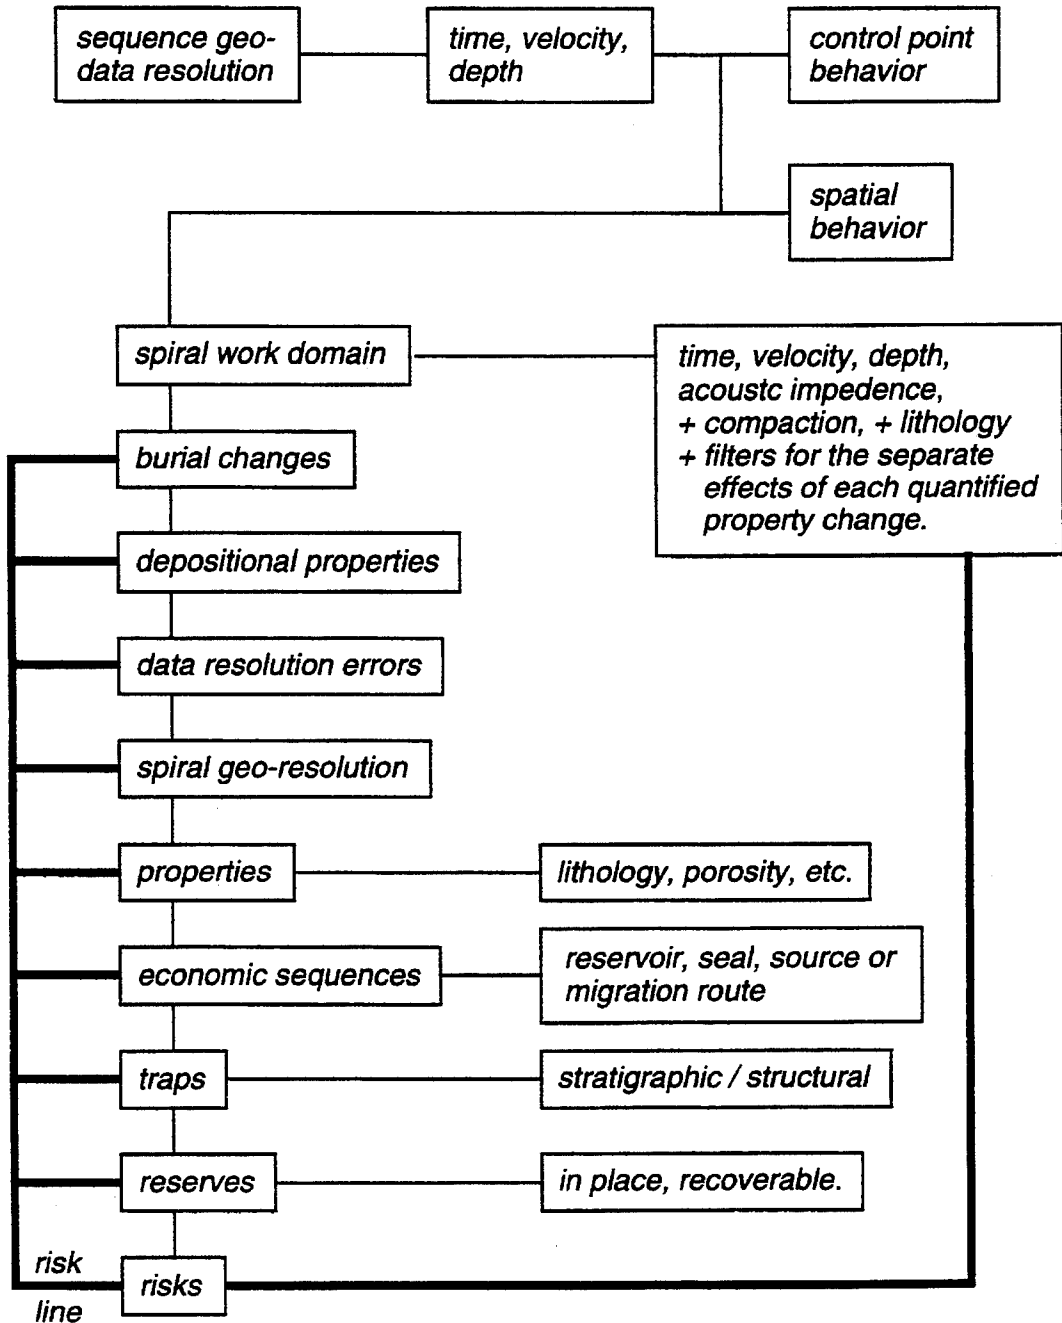 sequence geo-
data resolution
time, velocity,
depth
control point
behavior
spatial
behavior
spiral work domain
time, velocity, depth,
acoustc impedence,
+ compaction, + lithology
+ filters for the separate
effects of each quantified
property change.
burial changes
depositional properties
data resolution errors
spiral geo-resolution
properties
lithology, porosity, etc.
economic sequences
reservoir, seal, source or
migration route
traps
stratigraphic / structural
reserves
in place, recoverable.
risk
line
risks